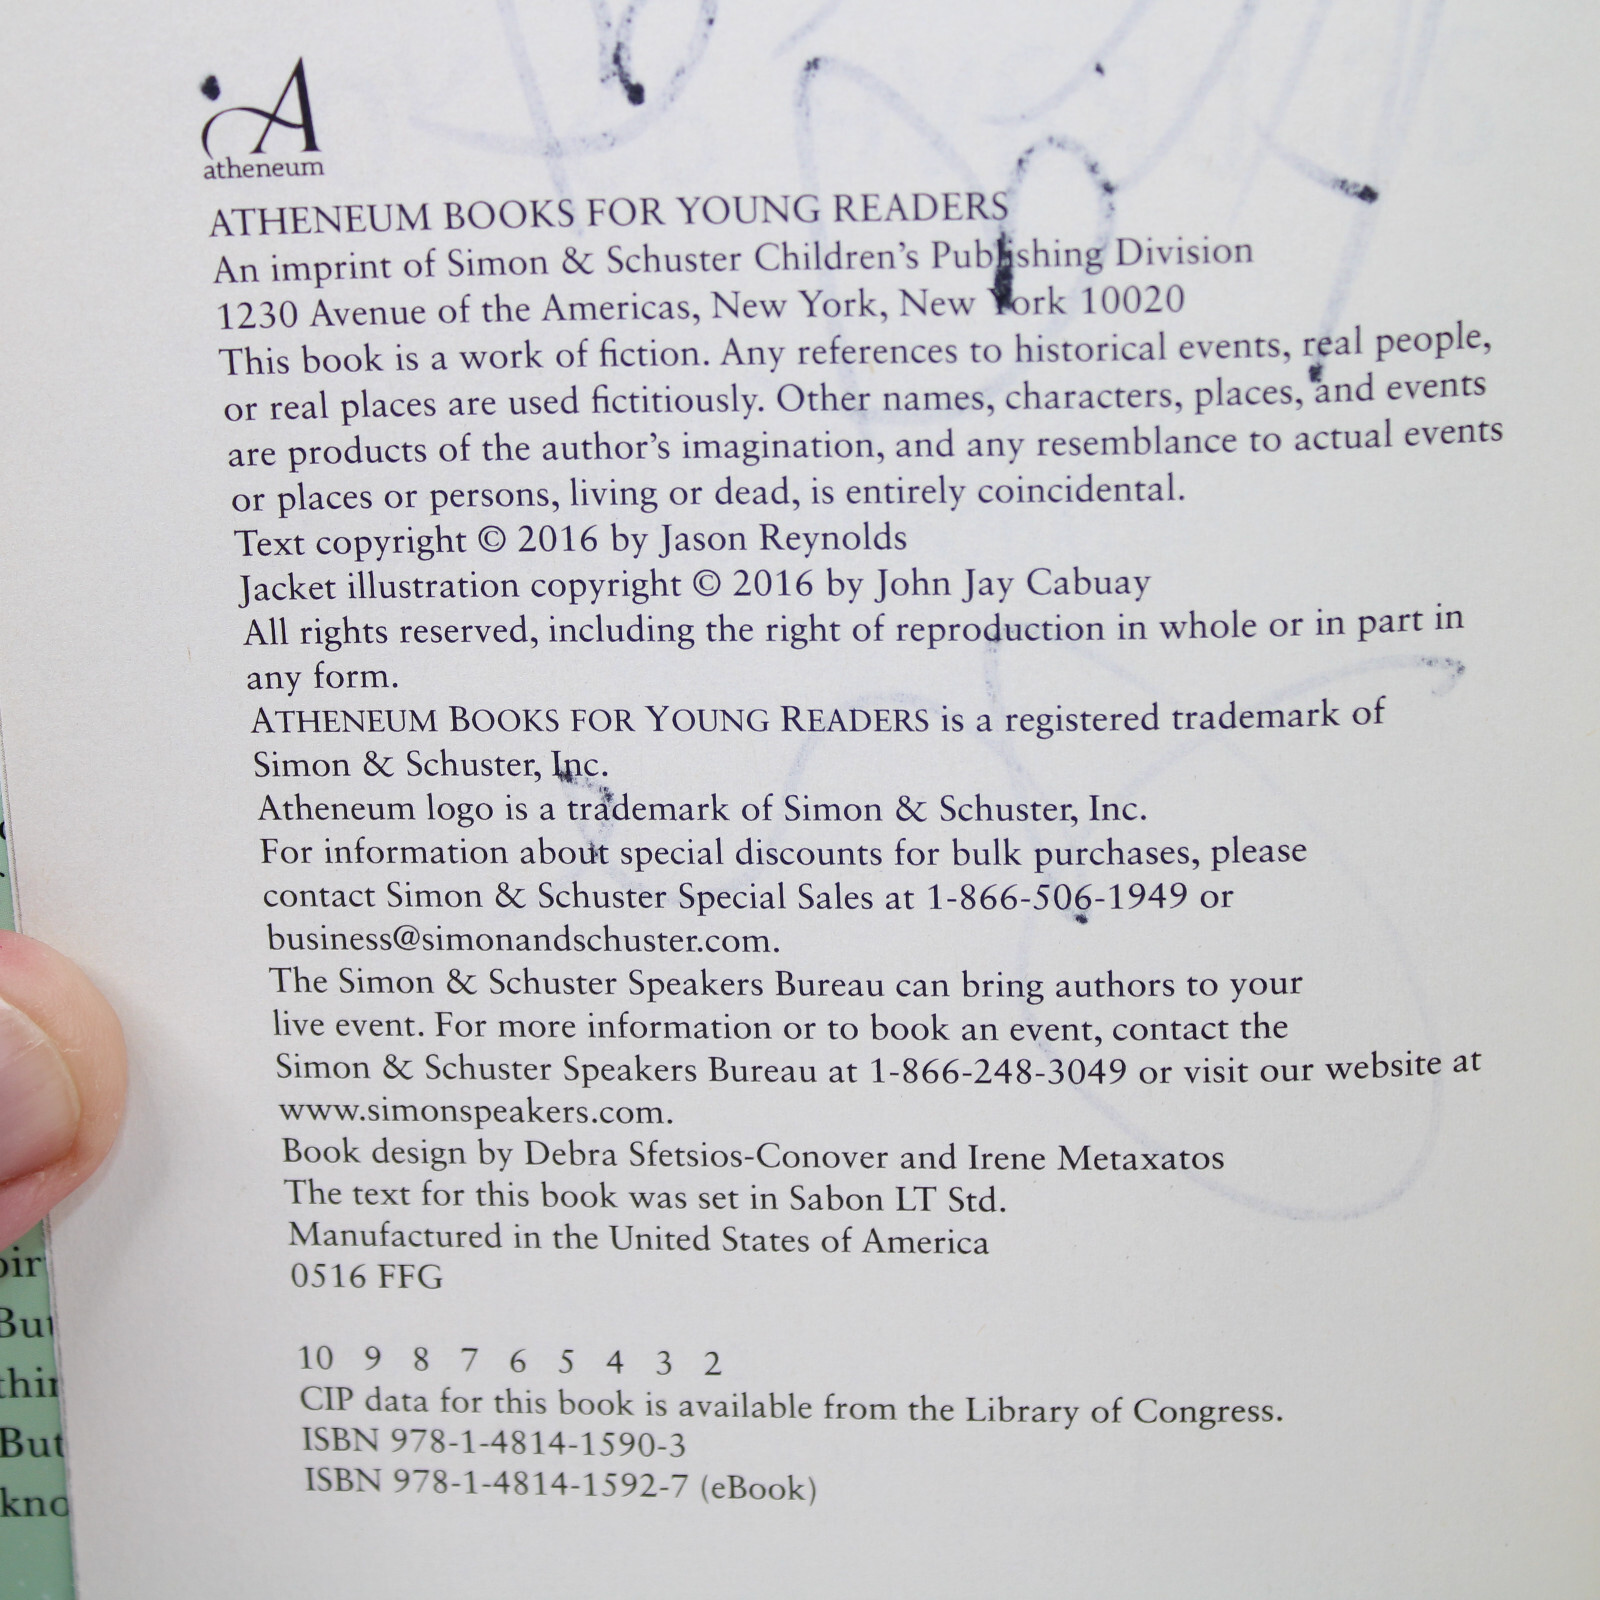 atheneum
ATHENEUM BOOKS FOR YOUNG READERS
An imprint of Simon & Schuster Children's Publishing Division
1230 Avenue of the Americas, New York, New York 10020
This book is a work of fiction. Any references to historical events, real people,
or real places are used fictitiously. Other names, characters, places, and events
are products of the author's imagination, and any resemblance to actual events
or places or persons, living or dead, is entirely coincidental.
Text copyright © 2016 by Jason Reynolds
Jacket illustration copyright © 2016 by John Jay Cabuay
All rights reserved, including the right of reproduction in whole or in part in
any form.
ATHENEUM BOOKS FOR YOUNG READERS is a registered trademark of
Simon & Schuster, Inc.
Atheneum logo is a trademark of Simon & Schuster, Inc.
For information about special discounts for bulk purchases, please
contact Simon & Schuster Special Sales at 1-866-506-1949 or
business@simonandschuster.com.
The Simon & Schuster Speakers Bureau can bring authors to your
live event. For more information or to book an event, contact the
Simon & Schuster Speakers Bureau at 1-866-248-3049 or visit our website at
www.simonspeakers.com.
Book design by Debra Sfetsios-Conover and Irene Metaxatos
The text for this book was set in Sabon LT Std.
Manufactured in the United States of America
0516 FFG
10 9 8 7 6 5 4 3 2
CIP data for this book is available from the Library of Congress.
ISBN 978-1-4814-1590-3
ISBN 978-1-4814-1592-7 (eBook)
But